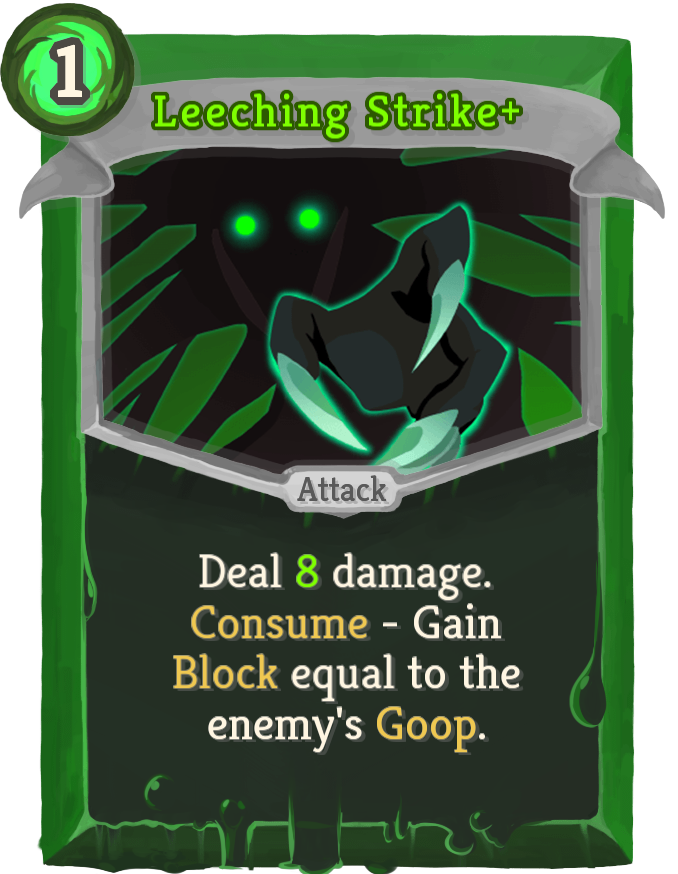 1
Leeching Strike+
Attack
Deal 8 damage.
Consume - Gain
Block equal to the
enemy's Goop.